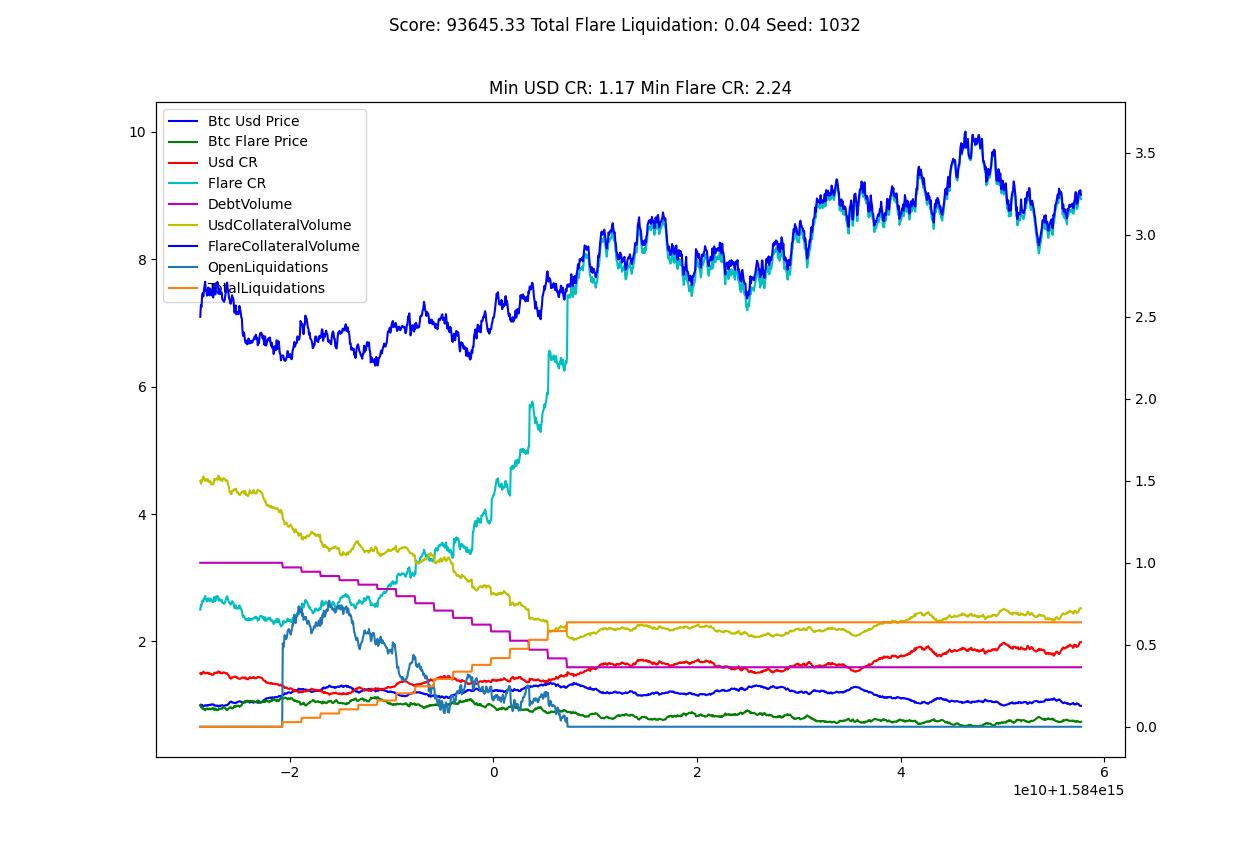 Score: 93645.33 Total Flare Liquidation: 0.04 Seed: 1032
Min USD CR: 1.17 Min Flare CR: 2.24
Btc Usd Price
Btc Flare Price
Usd CR
Flare CR
DebtVolume
UsdCollateralVolume
FlareCollateralVolume
OpenLiquidations
TotalLiquidations
10
8
6
4
2
3.5
3.0
2.5
2.0
1.5
1.0
0.5
0.0
−2
0
2
4
6
1e10+1.584e15